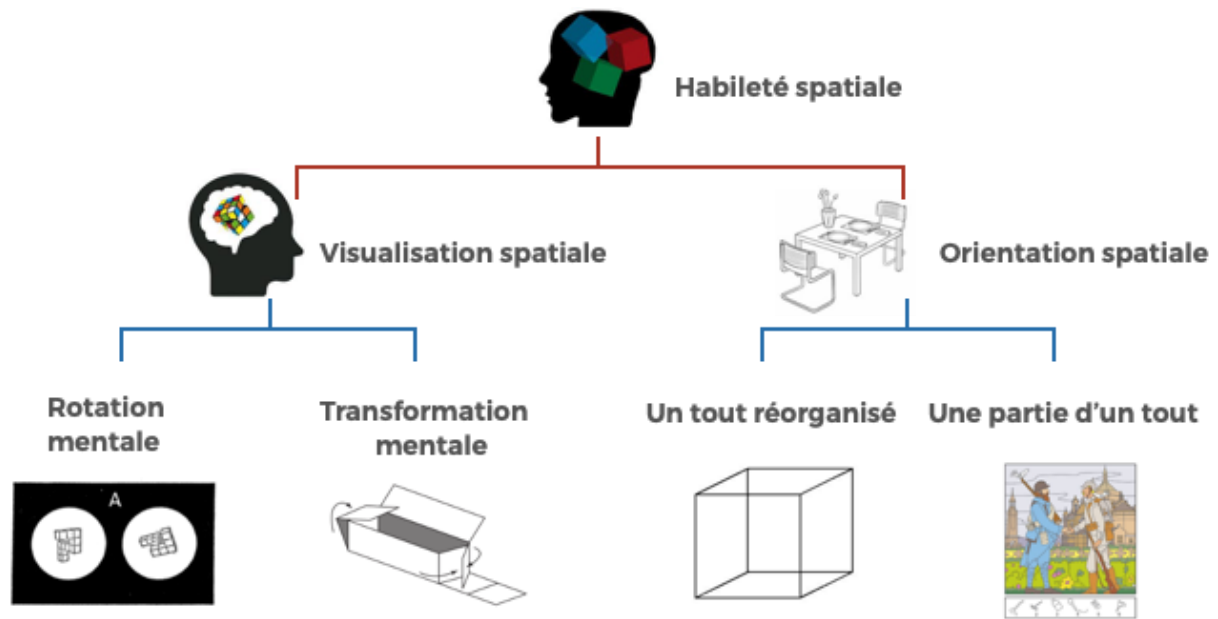 Habileté spatiale
Visualisation spatiale
Orientation spatiale
Rotation
mentale
Transformation
mentale
Un tout réorganisé
Une partie d'un tout
A